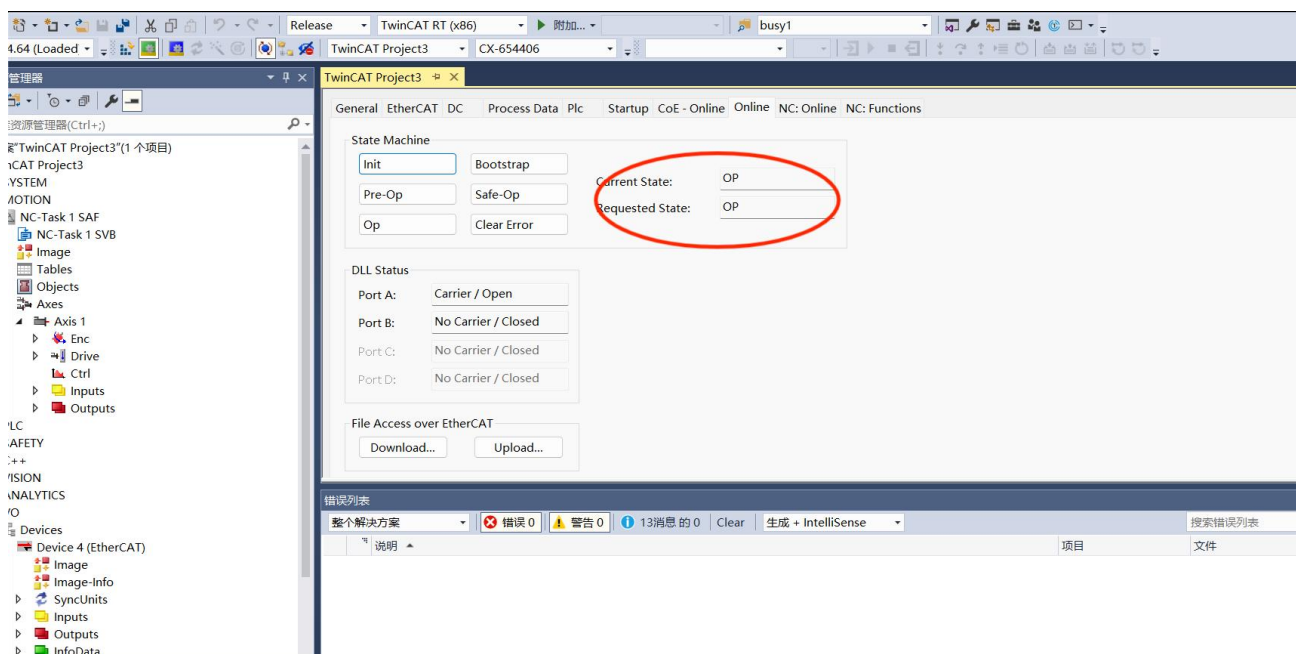 Release TwinCAT RT (x86) 附加... busy1
4.64 (Loaded TwinCAT Project3 CX-654406
管理器 TwinCAT Project3
General EtherCAT DC Process Data Plc Startup CoE - Online Online NC: Online NC: Functions
资源管理器(Ctrl+;)
"TwinCAT Project3"(1 个项目)
nCAT Project3
YSTEM
MOTION
NC-Task 1 SAF
NC-Task 1 SVB
Image
Tables
Objects
Axes
Axis 1
Enc
Drive
Ctrl
Inputs
Outputs
LC
AFETY
++
ISION
NALYTICS
O
Devices
Device 4 (EtherCAT)
Image
Image-Info
SyncUnits
Inputs
Outputs
InfoData
State Machine
Init Bootstrap
Pre-Op Safe-Op
Op Clear Error
Current State: OP
Requested State: OP
DLL Status
Port A: Carrier / Open
Port B: No Carrier / Closed
Port C: No Carrier / Closed
Port D: No Carrier / Closed
File Access over EtherCAT
Download... Upload...
错误列表
整个解决方案 错误 0 警告 0 13消息 的 0 Clear 生成 + IntelliSense 搜索错误列表
说明 项目 文件